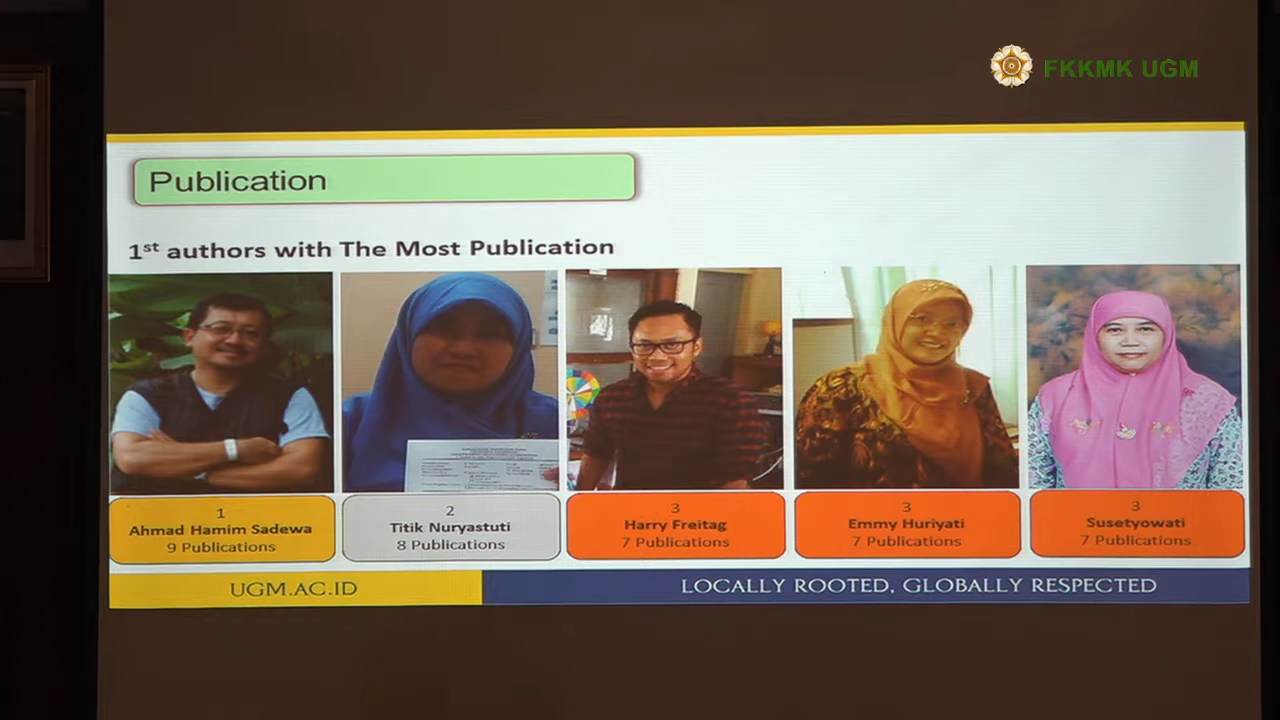 FKKMK UGM
Publication
1st authors with The Most Publication
1
Ahmad Hamim Sadewa
9 Publications
2
Titik Nuryastuti
8 Publications
3
Harry Freitag
7 Publications
3
Emmy Huriyati
7 Publications
3
Susetyowati
7 Publications
UGM.AC.ID
LOCALLY ROOTED, GLOBALLY RESPECTED